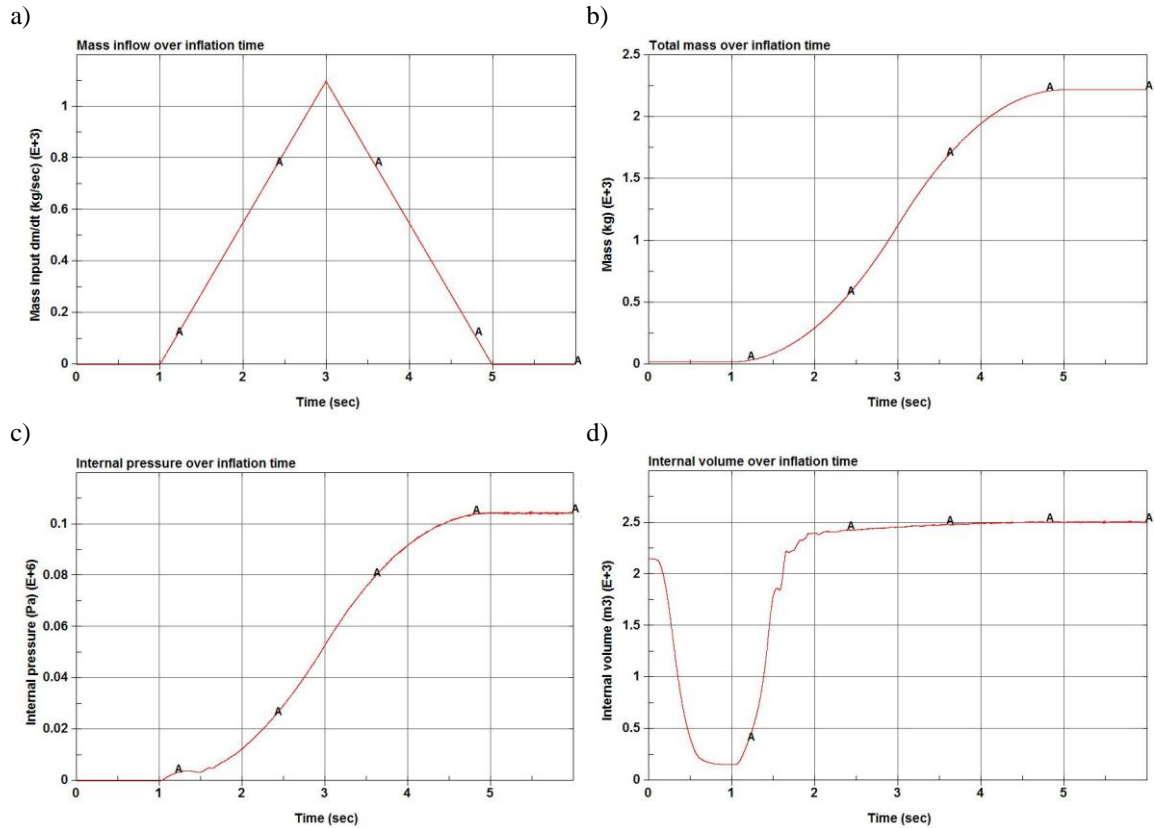 a)
Mass inflow over inflation time
Mass input dm/dt (kg/sec) (E+3)
1
0.8
0.6
0.4
0.2
0
A
A
A
A
A
0 1 2 3 4 5
Time (sec)
b)
Total mass over inflation time
Mass (kg) (E+3)
2.5
2
1.5
1
0.5
0
A
A
A
A
A
0 1 2 3 4 5
Time (sec)
c)
Internal pressure over inflation time
Internal pressure (Pa) (E+6)
0.1
0.08
0.06
0.04
0.02
0
A
A
A
A
A
0 1 2 3 4 5
Time (sec)
d)
Internal volume over inflation time
Internal volume (m3) (E+3)
2.5
2
1.5
1
0.5
0
A
A
A
A
A
0 1 2 3 4 5
Time (sec)